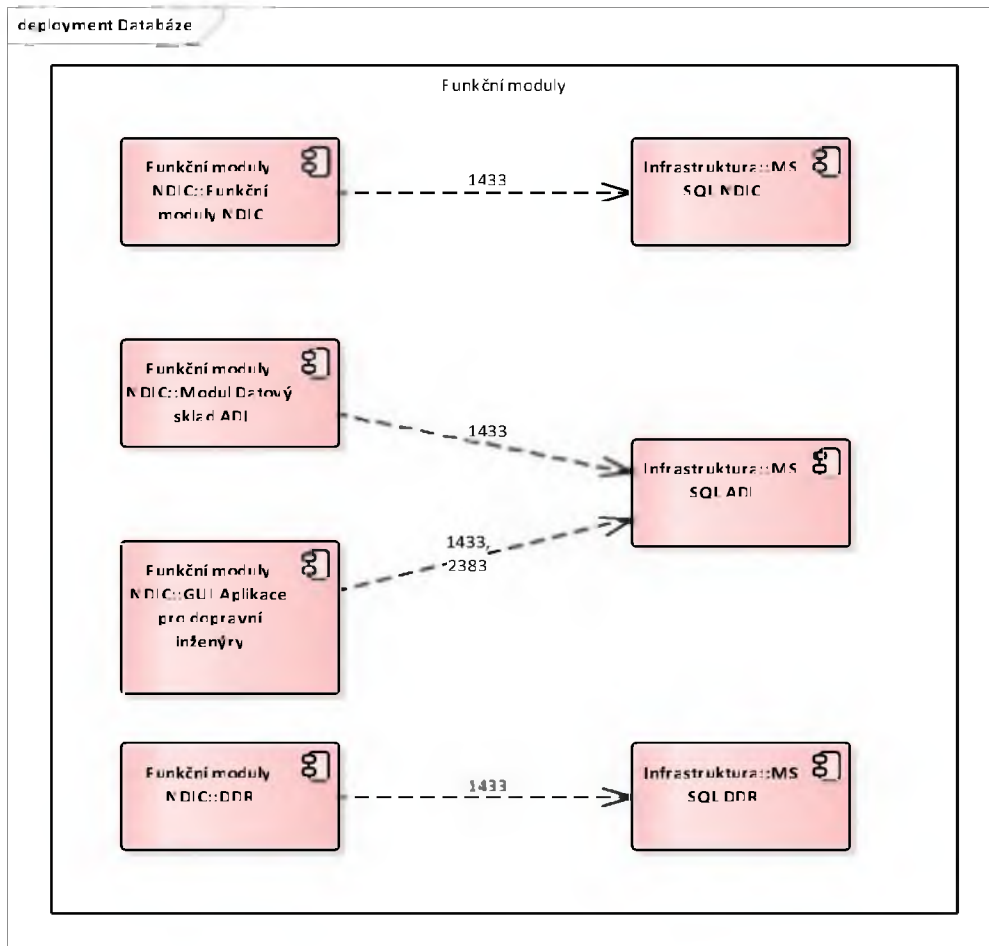 deployment Databáze
Funkční moduly
Funkční moduly
NDIC::Funkční
moduly NDIC
1433
Infrastruktura::MS
SQL NDIC
Funkční moduly
NDIC::Modul Datový
sklad ADI
1433
Infrastruktura::MS
SQL ADI
Funkční moduly
NDIC::GUI Aplikace
pro dopravní
inženýry
1433,
2383
Funkční moduly
NDIC::DDR
1433
Infrastruktura::MS
SQL DDR